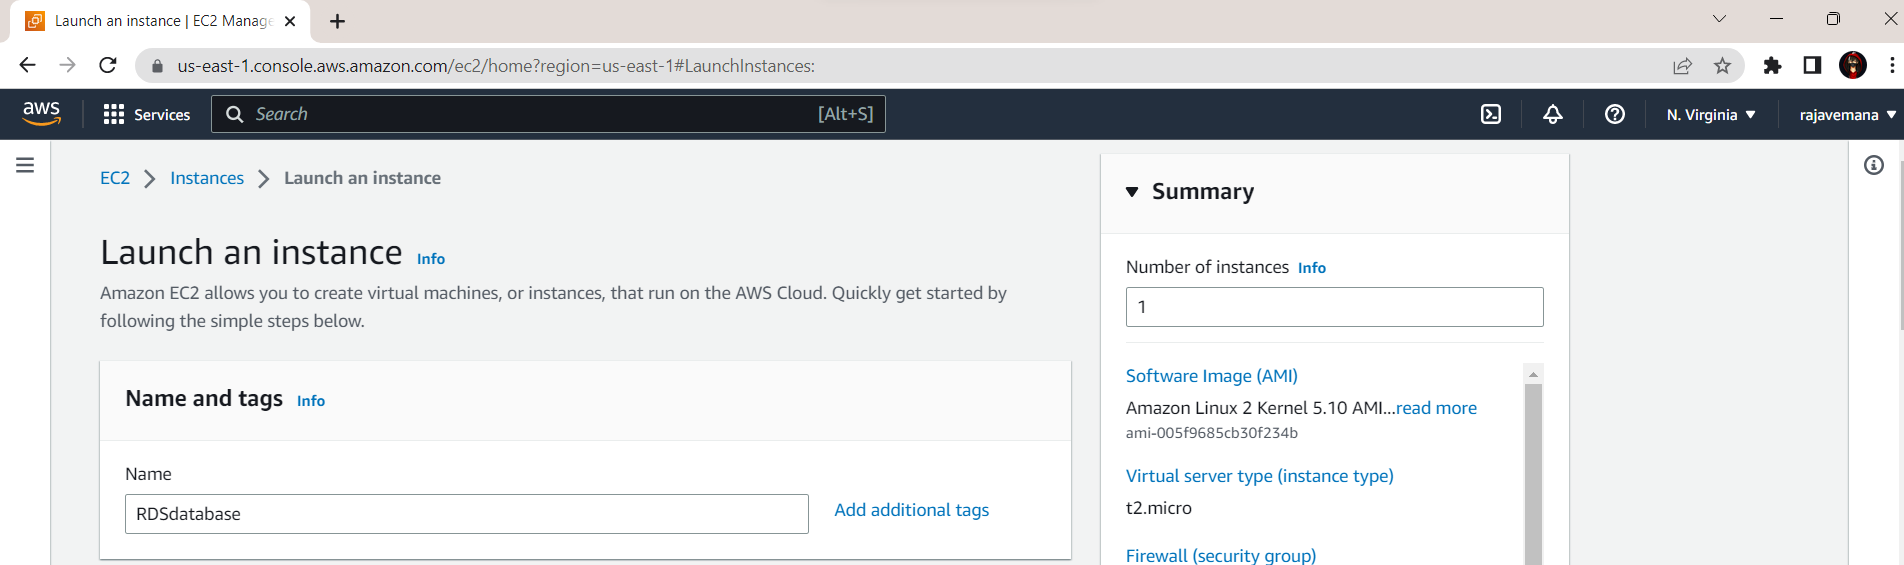 Launch an instance | EC2 Manage
us-east-1.console.aws.amazon.com/ec2/home?region=us-east-1#LaunchInstances:
aws Services Search [Alt+S] N. Virginia rajavemana
EC2 Instances Launch an instance
Launch an instance Info
Amazon EC2 allows you to create virtual machines, or instances, that run on the AWS Cloud. Quickly get started by
following the simple steps below.
Name and tags Info
Name
RDSdatabase Add additional tags
Summary
Number of instances Info
1
Software Image (AMI)
Amazon Linux 2 Kernel 5.10 AMI...read more
ami-005f9685cb30f234b
Virtual server type (instance type)
t2.micro
Firewall (security group)